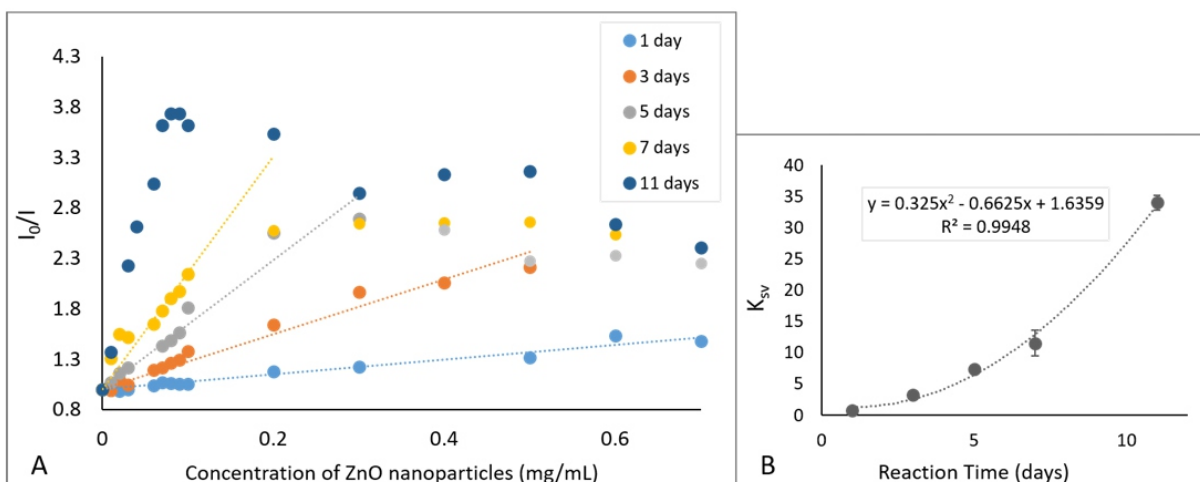 4.3
3.8
3.3
2.8
2.3
1.8
1.3
0.8
I₀/I
0
0.2
0.4
0.6
Concentration of ZnO nanoparticles (mg/mL)
A
1 day
3 days
5 days
7 days
11 days
40
35
30
25
20
15
10
5
0
Kₛᵥ
y = 0.325x² - 0.6625x + 1.6359
R² = 0.9948
0
5
10
Reaction Time (days)
B